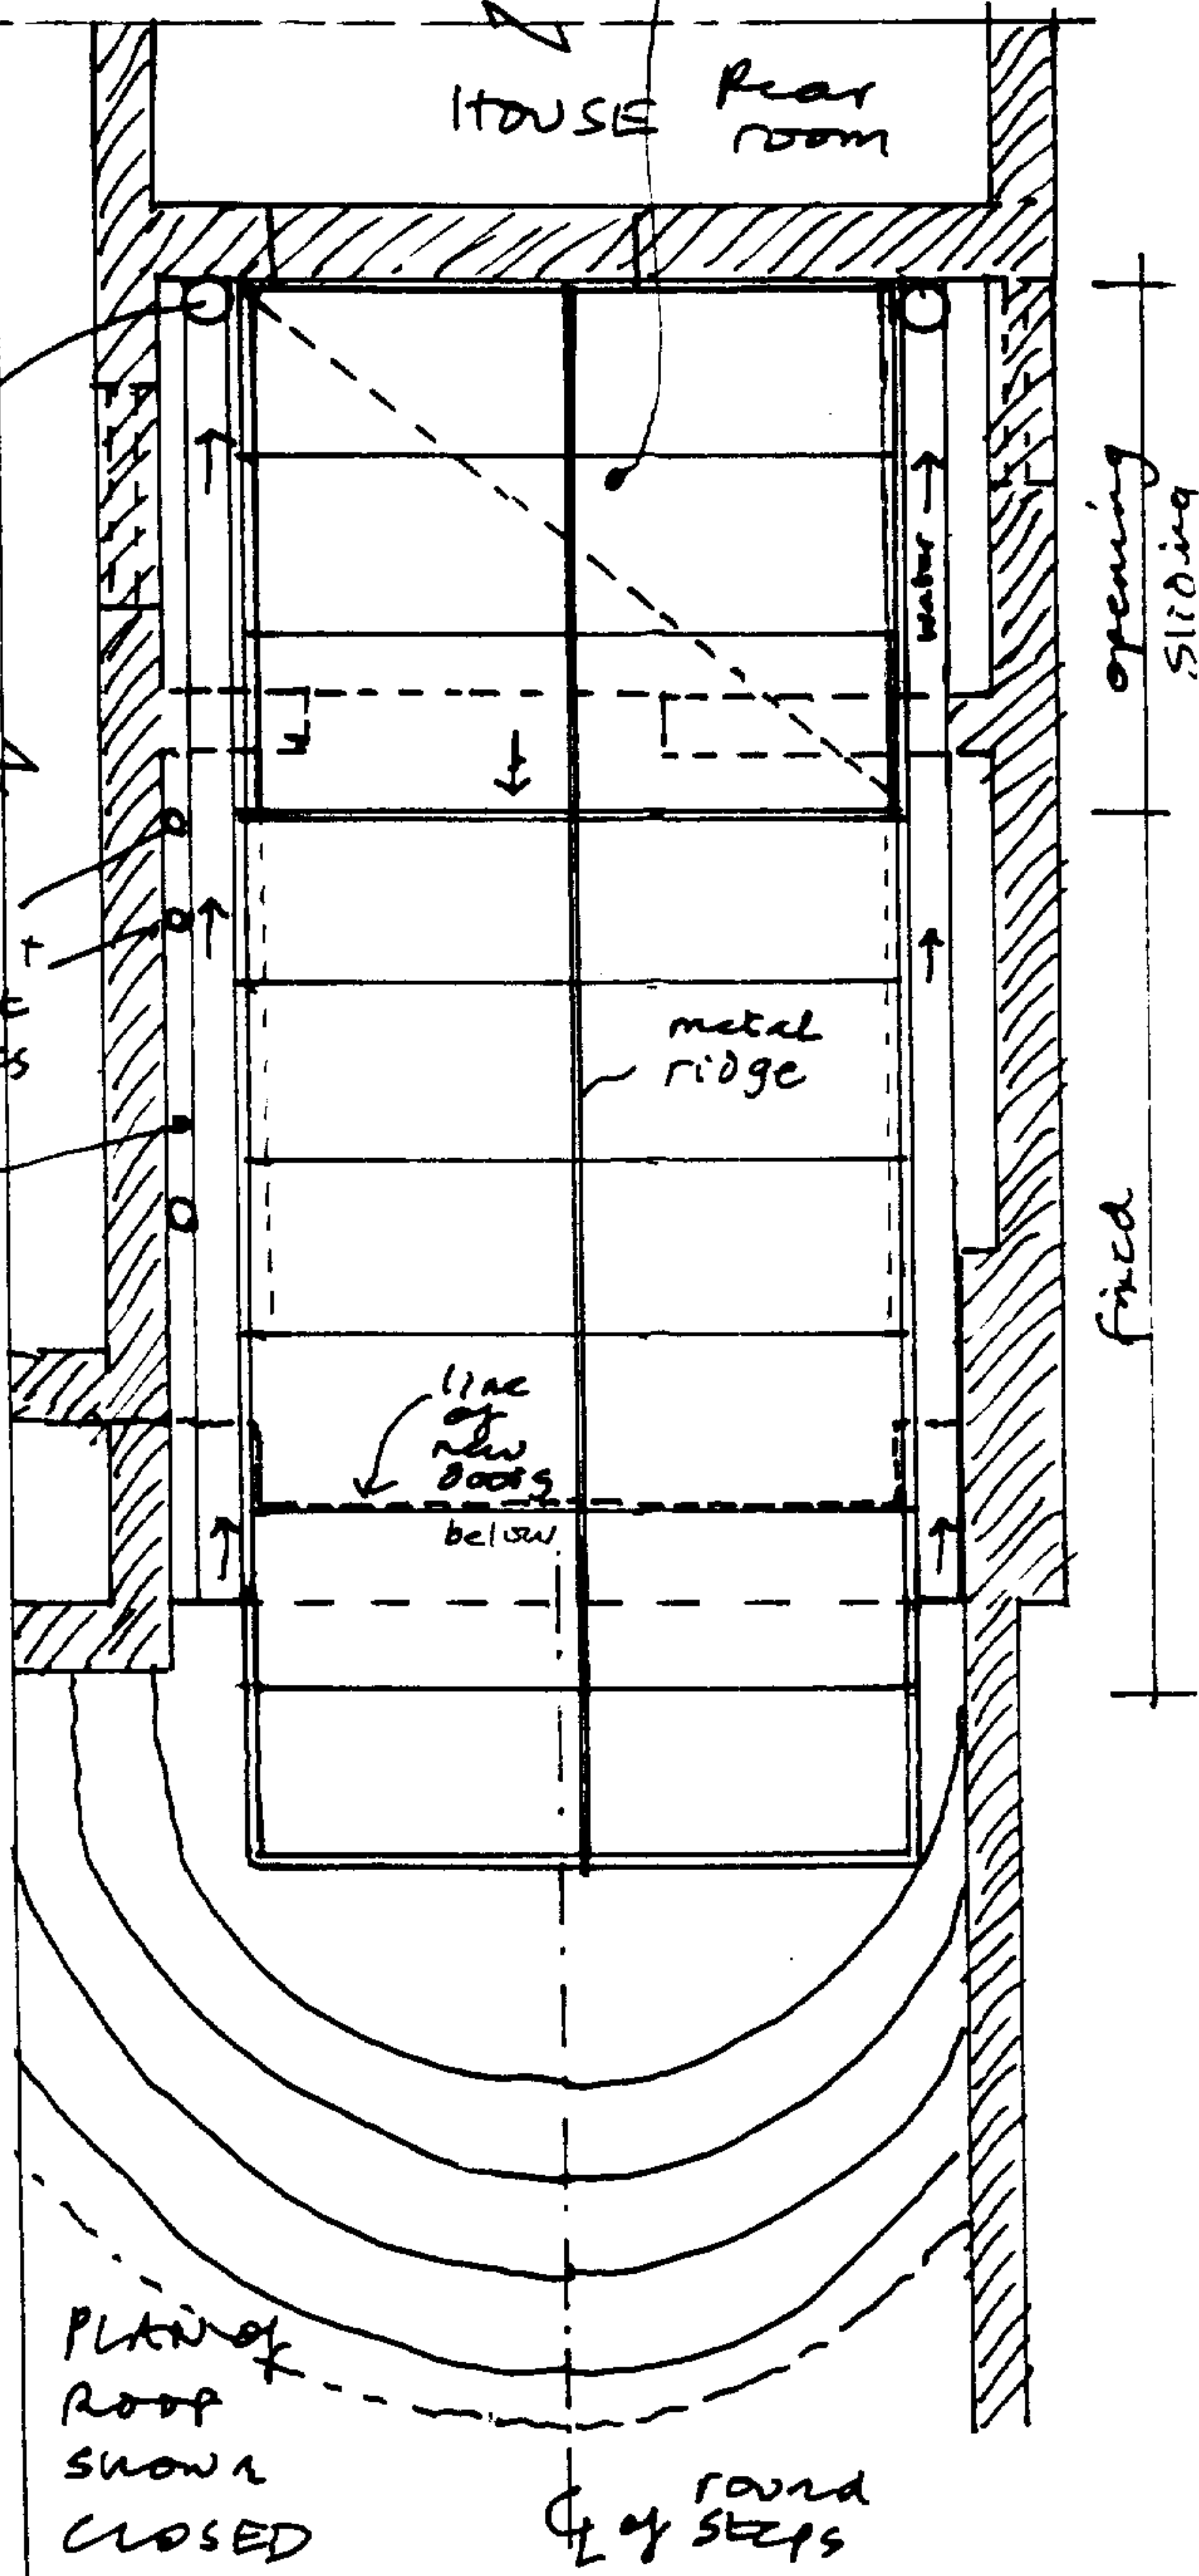 HOUSE
Rear
room
water
opening
sliding
metal
ridge
fixed
line
of
new
doors
below
PLAN of
ROOF
SHOWN
CLOSED
℄ of round
steps